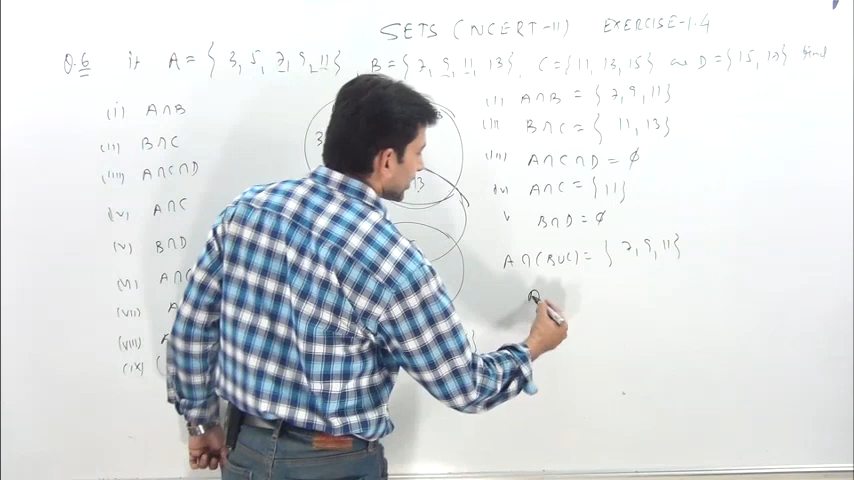 SETS (NCERT-11) EXERCISE-1.4
Q.6 if A = { 3, 5, 7, 9, 11} B = { 7, 9, 11, 13} C = {11, 13, 15} D = {15, 17} find
(i) A∩B
(ii) B∩C
(iii) A∩C∩D
(iv) A∩C
(v) B∩D
(vi) A∩
(vii)
(viii)
(ix) (
3
(i) A∩B = { 7, 9, 11}
(ii) B∩C = { 11, 13}
(iii) A∩C∩D = ϕ
iv A∩C = { 11}
v B∩D = ϕ
A∩(B∪C) = { 7, 9, 11}